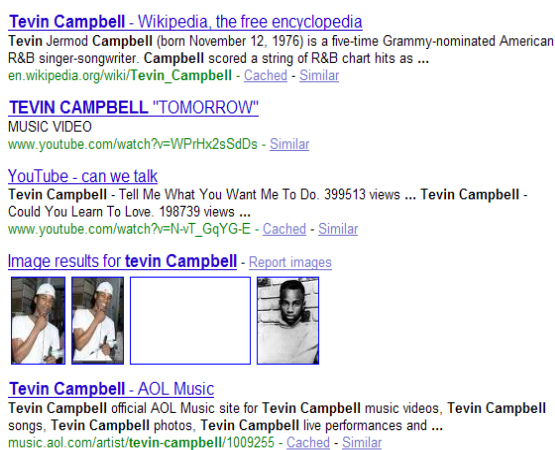 Tevin Campbell - Wikipedia, the free encyclopedia
Tevin Jermod Campbell (born November 12, 1976) is a five-time Grammy-nominated American
R&B singer-songwriter. Campbell scored a string of R&B chart hits as ...
en.wikipedia.org/wiki/Tevin_Campbell - Cached - Similar
TEVIN CAMPBELL "TOMORROW"
MUSIC VIDEO
www.youtube.com/watch?v=WPrHx2sSdDs - Similar
YouTube - can we talk
Tevin Campbell - Tell Me What You Want Me To Do. 399513 views ... Tevin Campbell -
Could You Learn To Love. 198739 views ...
www.youtube.com/watch?v=N-vT_GqYG-E - Cached - Similar
Image results for tevin Campbell - Report images
Tevin Campbell - AOL Music
Tevin Campbell official AOL Music site for Tevin Campbell music videos, Tevin Campbell
songs, Tevin Campbell photos, Tevin Campbell live performances and ...
music.aol.com/artist/tevin-campbell/1009255 - Cached - Similar